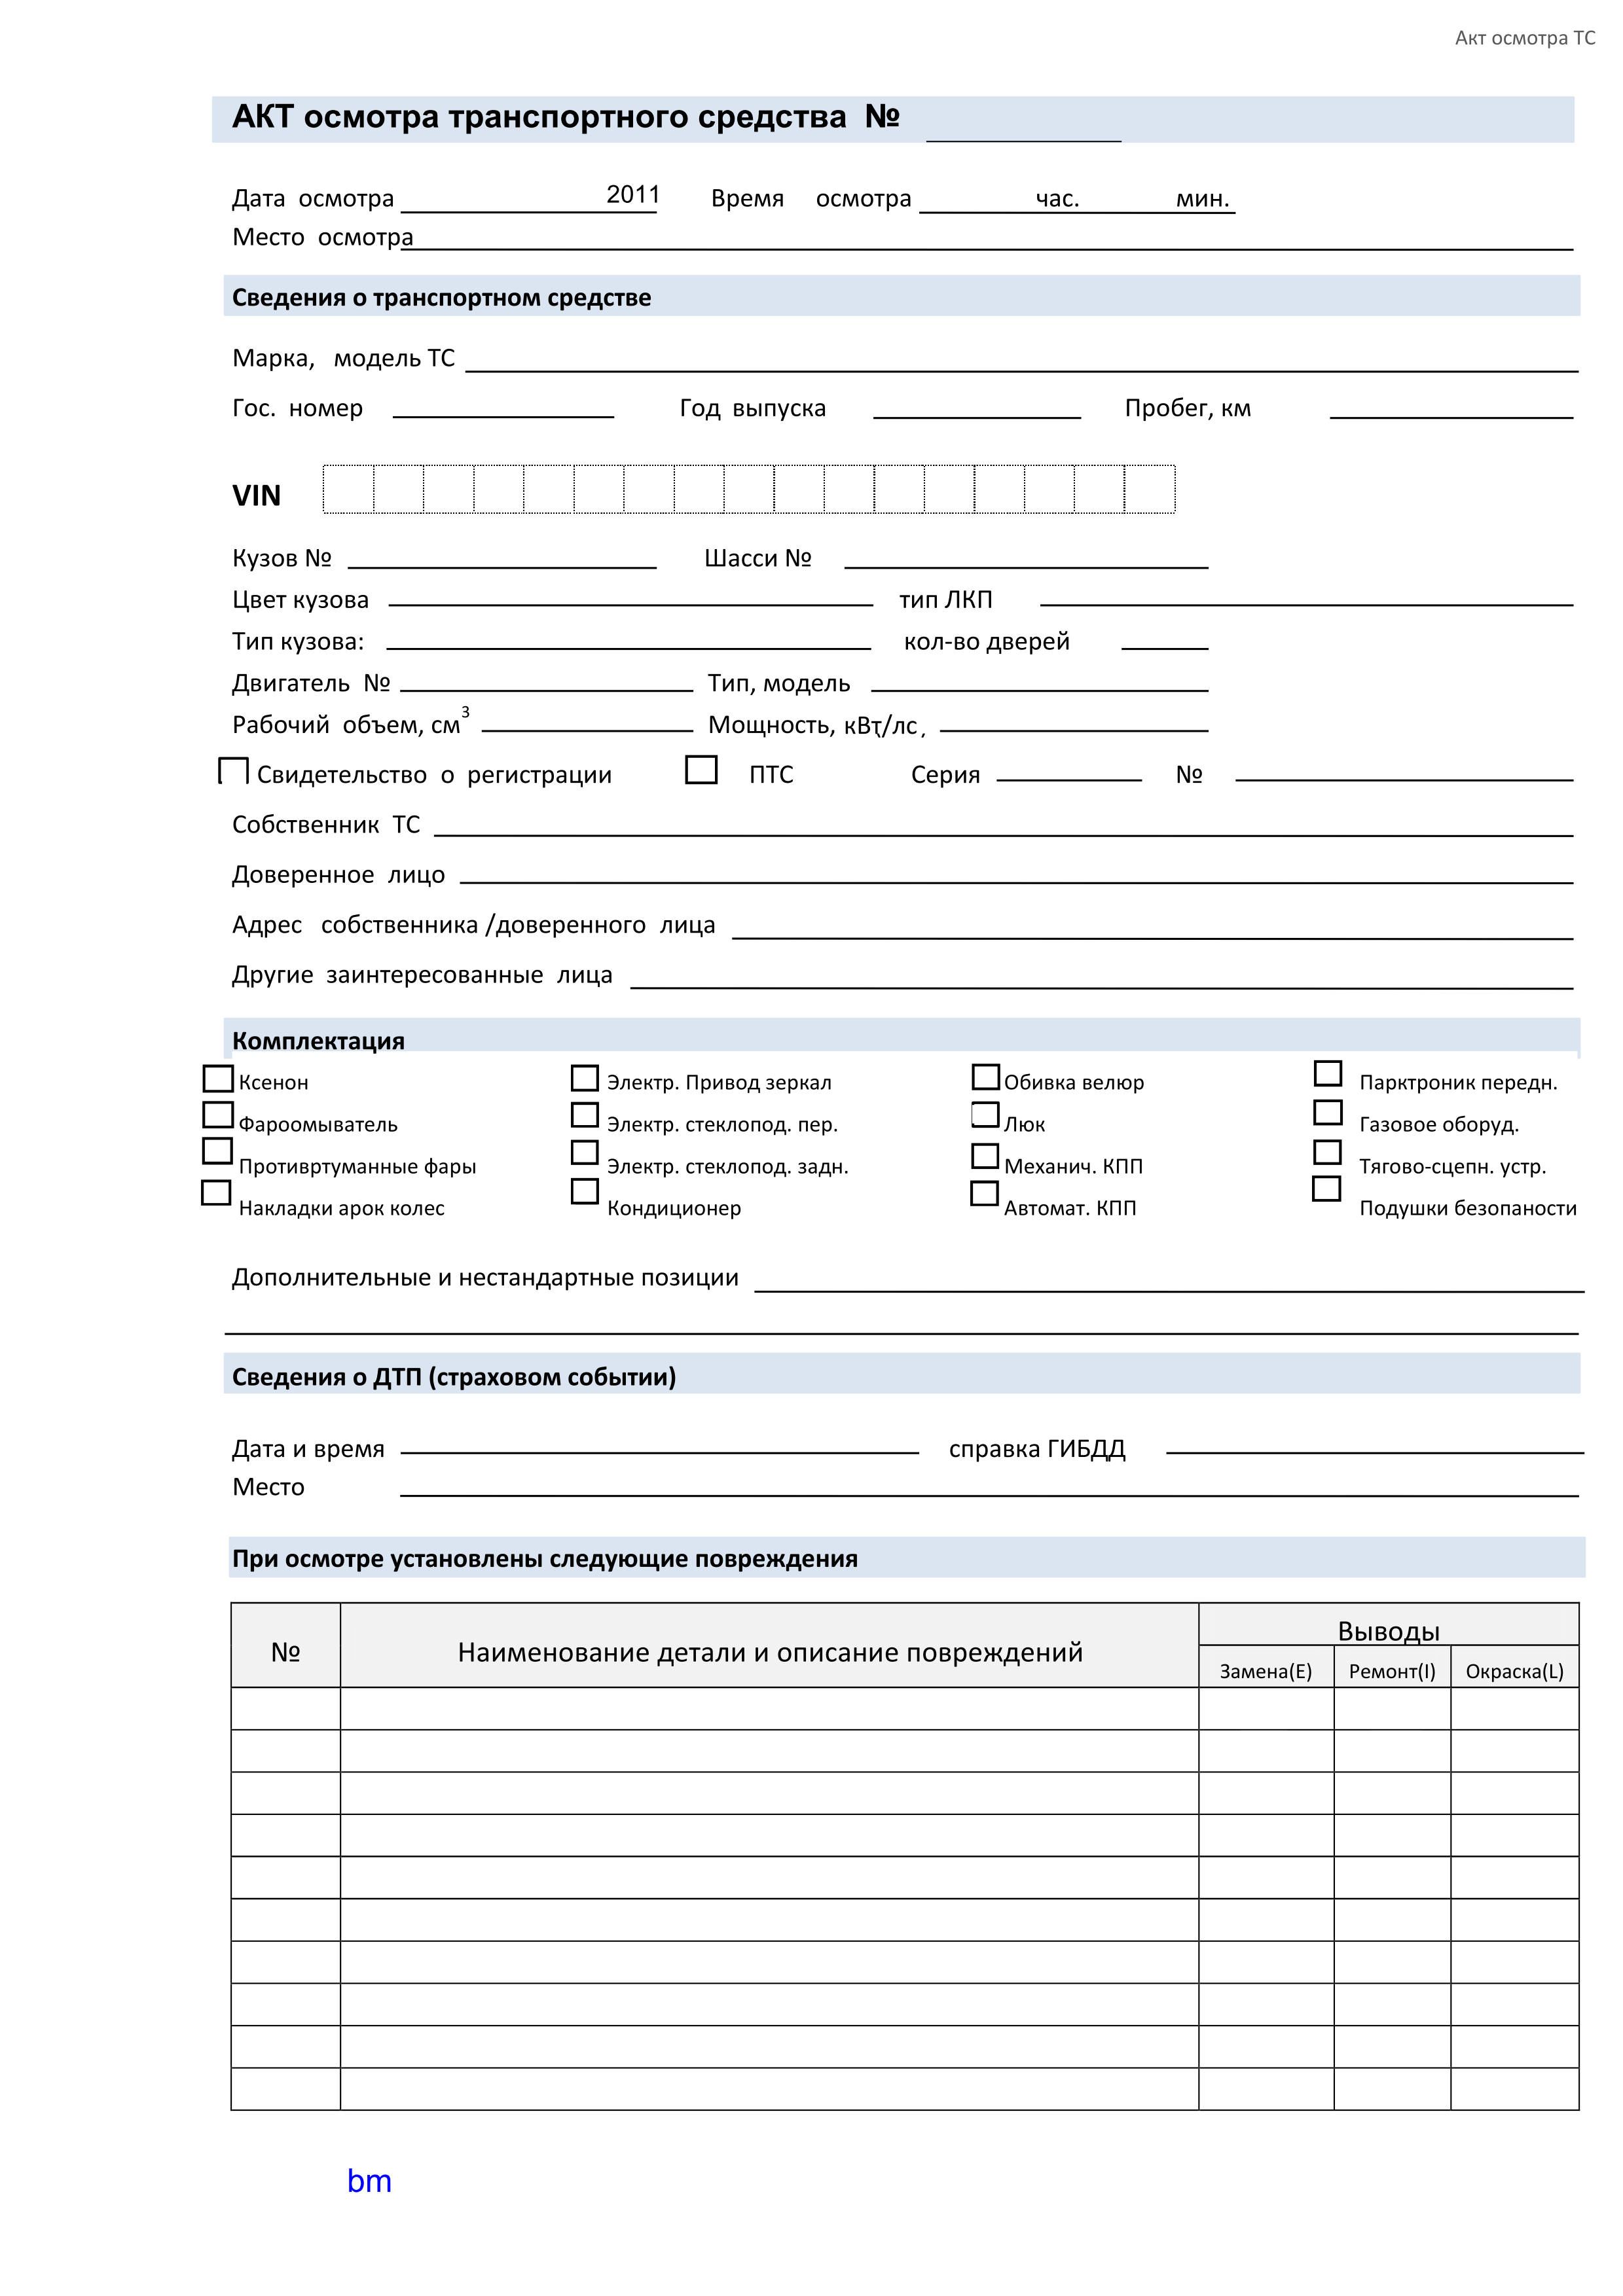 Акт осмотра ТС
АКТ осмотра транспортного средства №
Дата осмотра 2011 Время осмотра час. мин.
Место осмотра
Сведения о транспортном средстве
Марка, модель ТС
Гос. номер Год выпуска Пробег, км
VIN
Кузов № Шасси №
Цвет кузова тип ЛКП
Тип кузова: кол-во дверей
Двигатель № Тип, модель
Рабочий объем, см³ Мощность, кВт/лс,
Свидетельство о регистрации ПТС Серия №
Собственник ТС
Доверенное лицо
Адрес собственника /доверенного лица
Другие заинтересованные лица
Комплектация
Ксенон Электр. Привод зеркал Обивка велюр Парктроник передн.
Фароомыватель Электр. стеклопод. пер. Люк Газовое оборуд.
Противртуманные фары Электр. стеклопод. задн. Механич. КПП Тягово-сцепн. устр.
Накладки арок колес Кондиционер Автомат. КПП Подушки безопаности
Дополнительные и нестандартные позиции
Сведения о ДТП (страховом событии)
Дата и время справка ГИБДД
Место
При осмотре установлены следующие повреждения
№ Наименование детали и описание повреждений Выводы
Замена(E) Ремонт(I) Окраска(L)
bm